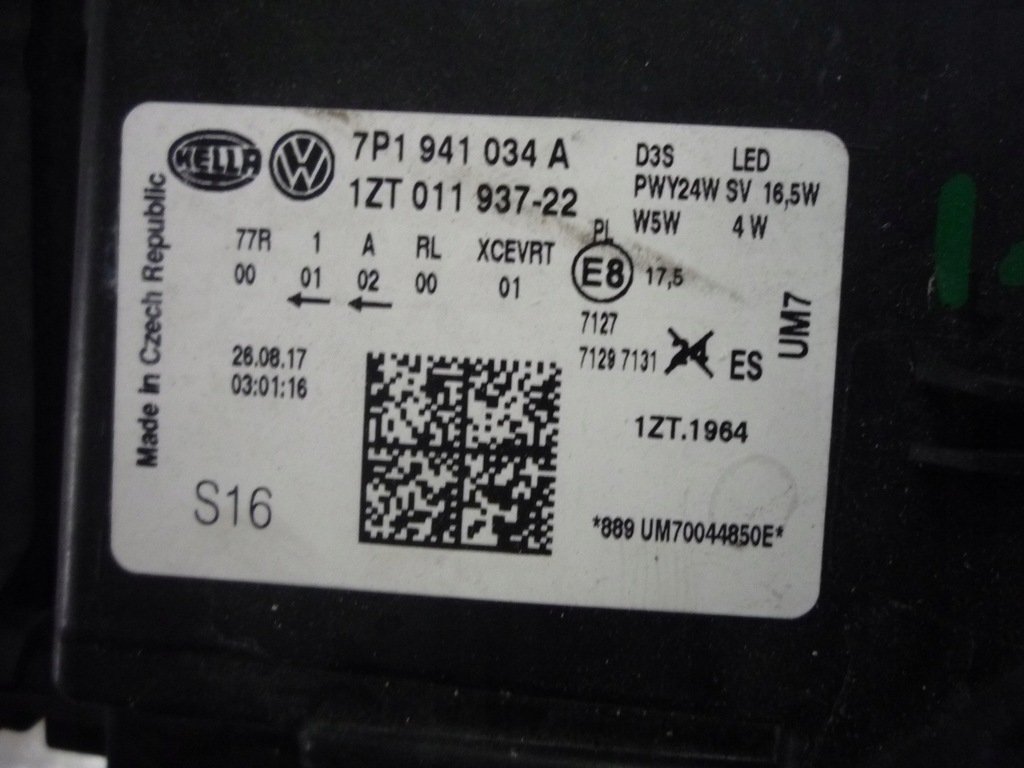 HELLA VW 7P1 941 034 A
1ZT 011 937-22
D3S LED
PWY24W SV 16,5W
W5W 4 W
77R 1 A RL XCEVRT
00 01 02 00 01
PL
E8 17,5
7127
7129 7131 24 ES
UM7
26.08.17
03:01:16
Made in Czech Republic
1ZT.1964
S16
*889 UM70044850E*